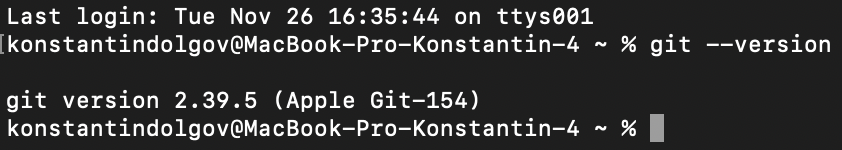 Last login: Tue Nov 26 16:35:44 on ttys001
[konstantindolgov@MacBook-Pro-Konstantin-4 ~ % git --version
git version 2.39.5 (Apple Git-154)
konstantindolgov@MacBook-Pro-Konstantin-4 ~ %